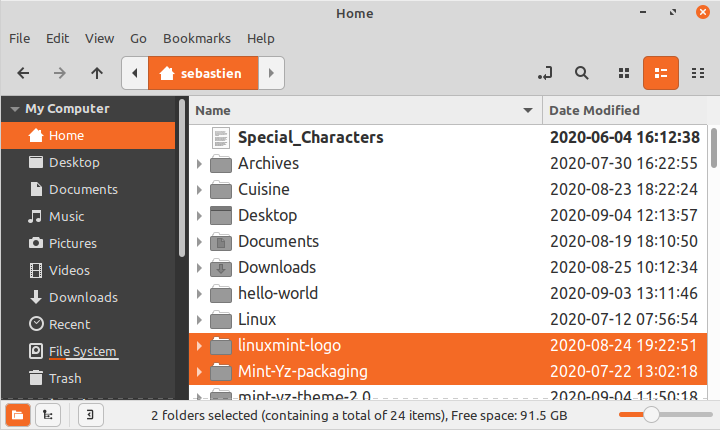 Home
File Edit View Go Bookmarks Help
sebastien
My Computer
Home
Desktop
Documents
Music
Pictures
Videos
Downloads
Recent
File System
Trash
Name Date Modified
Special_Characters 2020-06-04 16:12:38
Archives 2020-07-30 16:22:55
Cuisine 2020-08-23 18:22:24
Desktop 2020-09-04 12:13:57
Documents 2020-08-19 18:10:50
Downloads 2020-08-25 10:12:34
hello-world 2020-09-03 13:11:46
Linux 2020-07-12 07:56:54
linuxmint-logo 2020-08-24 19:22:51
Mint-Yz-packaging 2020-07-22 13:02:18
mint-yz-theme-2.0 2020-09-04 11:50:18
2 folders selected (containing a total of 24 items), Free space: 91.5 GB